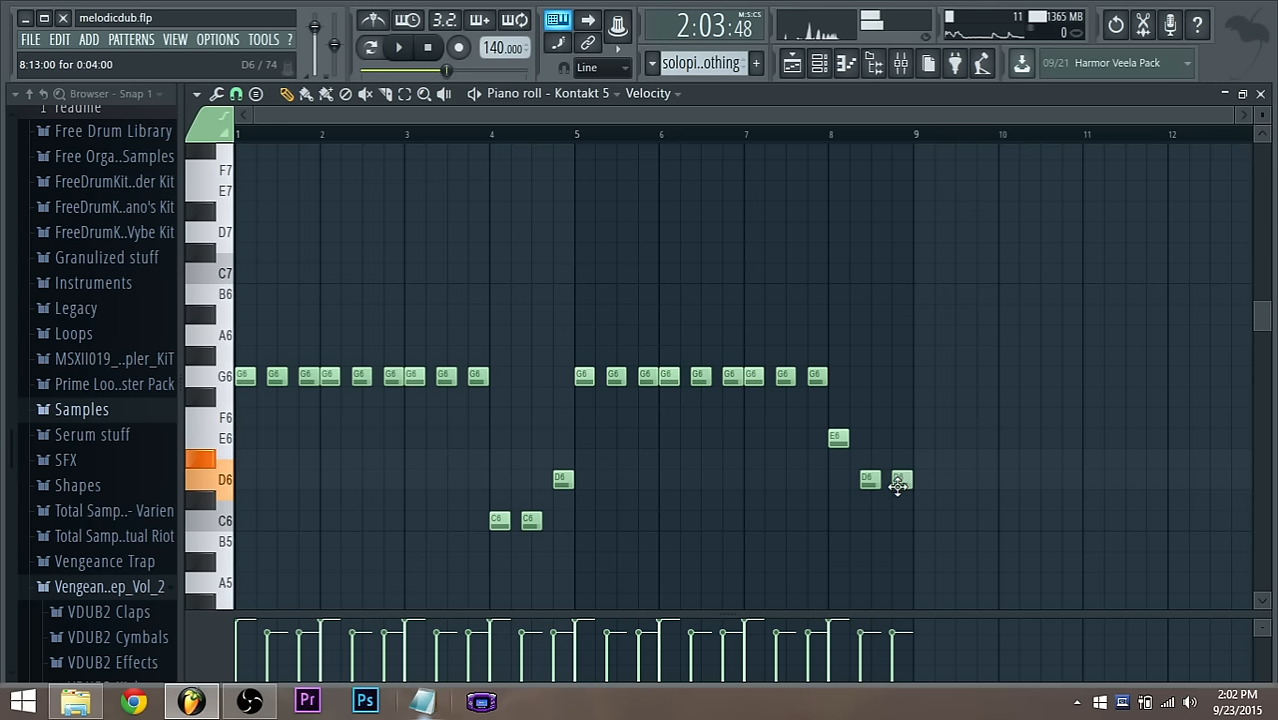 melodicdub.flp
FILE EDIT ADD PATTERNS VIEW OPTIONS TOOLS ?
8:13:00 for 0:04:00 D6 / 74
3.2.
140.000
Line
2:03:48
M:S:CS
solopi..othing
11 1365 MB
0
09/21 Harmor Veela Pack
Browser - Snap 1
Piano roll - Kontakt 5 Velocity
readme
Free Drum Library
Free Orga..Samples
FreeDrumKit..der Kit
FreeDrumK..ano's Kit
FreeDrumK..Vybe Kit
Granulized stuff
Instruments
Legacy
Loops
MSXII019_..pler_KiT
Prime Loo..ster Pack
Samples
Serum stuff
SFX
Shapes
Total Samp..- Varien
Total Samp..tual Riot
Vengeance Trap
Vengean..ep_Vol_2
VDUB2 Claps
VDUB2 Cymbals
VDUB2 Effects
1 2 3 4 5 6 7 8 9 10 11 12
F7
E7
D7
C7
B6
A6
G6 G6 G6 G6 G6 G6 G6 G6 G6 G6 G6 G6 G6 G6 G6 G6 G6 G6 G6
F6
E6 E6
D6 D6 D6
C6 C6 C6
B5
A5
Pr Ps
2:02 PM
9/23/2015